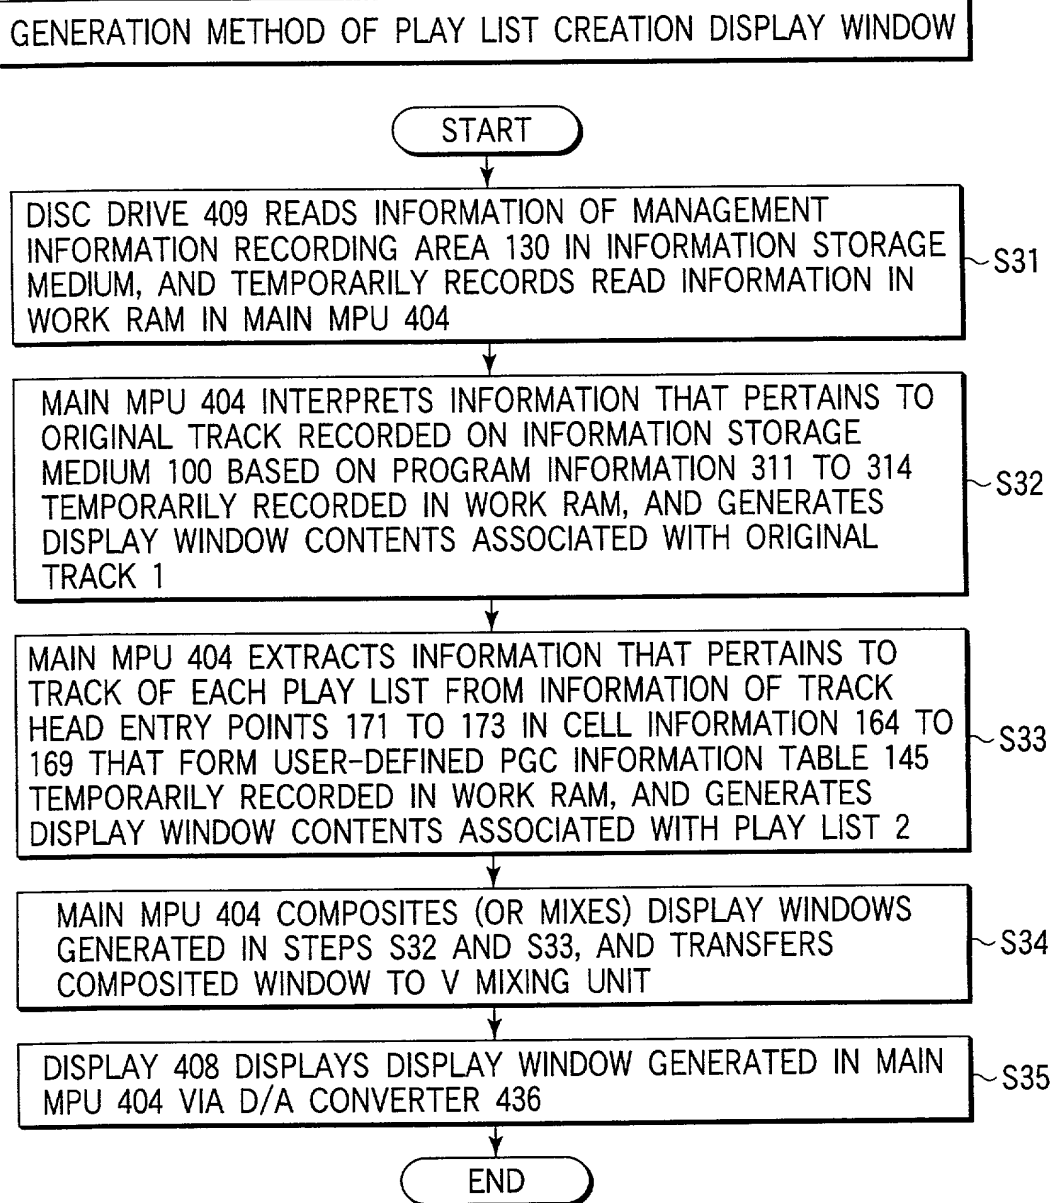 GENERATION METHOD OF PLAY LIST CREATION DISPLAY WINDOW
START
DISC DRIVE 409 READS INFORMATION OF MANAGEMENT
INFORMATION RECORDING AREA 130 IN INFORMATION STORAGE
MEDIUM, AND TEMPORARILY RECORDS READ INFORMATION IN
WORK RAM IN MAIN MPU 404
S31
MAIN MPU 404 INTERPRETS INFORMATION THAT PERTAINS TO
ORIGINAL TRACK RECORDED ON INFORMATION STORAGE
MEDIUM 100 BASED ON PROGRAM INFORMATION 311 TO 314
TEMPORARILY RECORDED IN WORK RAM, AND GENERATES
DISPLAY WINDOW CONTENTS ASSOCIATED WITH ORIGINAL
TRACK 1
S32
MAIN MPU 404 EXTRACTS INFORMATION THAT PERTAINS TO
TRACK OF EACH PLAY LIST FROM INFORMATION OF TRACK
HEAD ENTRY POINTS 171 TO 173 IN CELL INFORMATION 164 TO
169 THAT FORM USER-DEFINED PGC INFORMATION TABLE 145
TEMPORARILY RECORDED IN WORK RAM, AND GENERATES
DISPLAY WINDOW CONTENTS ASSOCIATED WITH PLAY LIST 2
S33
MAIN MPU 404 COMPOSITES (OR MIXES) DISPLAY WINDOWS
GENERATED IN STEPS S32 AND S33, AND TRANSFERS
COMPOSITED WINDOW TO V MIXING UNIT
S34
DISPLAY 408 DISPLAYS DISPLAY WINDOW GENERATED IN MAIN
MPU 404 VIA D/A CONVERTER 436
S35
END